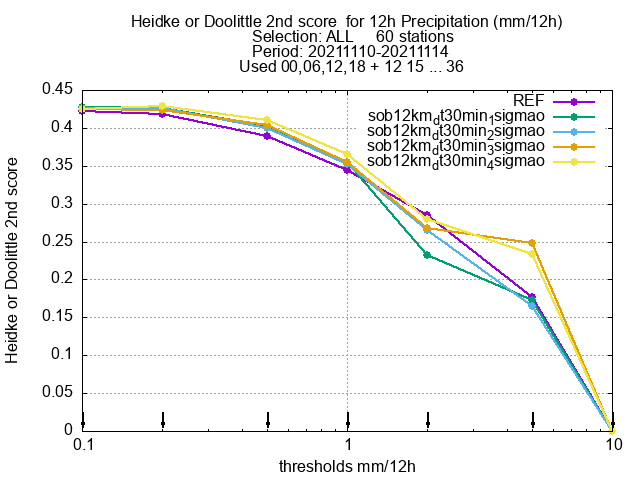 Heidke or Doolittle 2nd score  for 12h Precipitation (mm/12h)
Selection: ALL     60 stations
Period: 20211110-20211114
Used 00,06,12,18 + 12 15 ... 36
REF
sob12km_dt30min_1sigmao
sob12km_dt30min_2sigmao
sob12km_dt30min_3sigmao
sob12km_dt30min_4sigmao
Heidke or Doolittle 2nd score
0.45
0.4
0.35
0.3
0.25
0.2
0.15
0.1
0.05
0
0.1
1
10
thresholds mm/12h